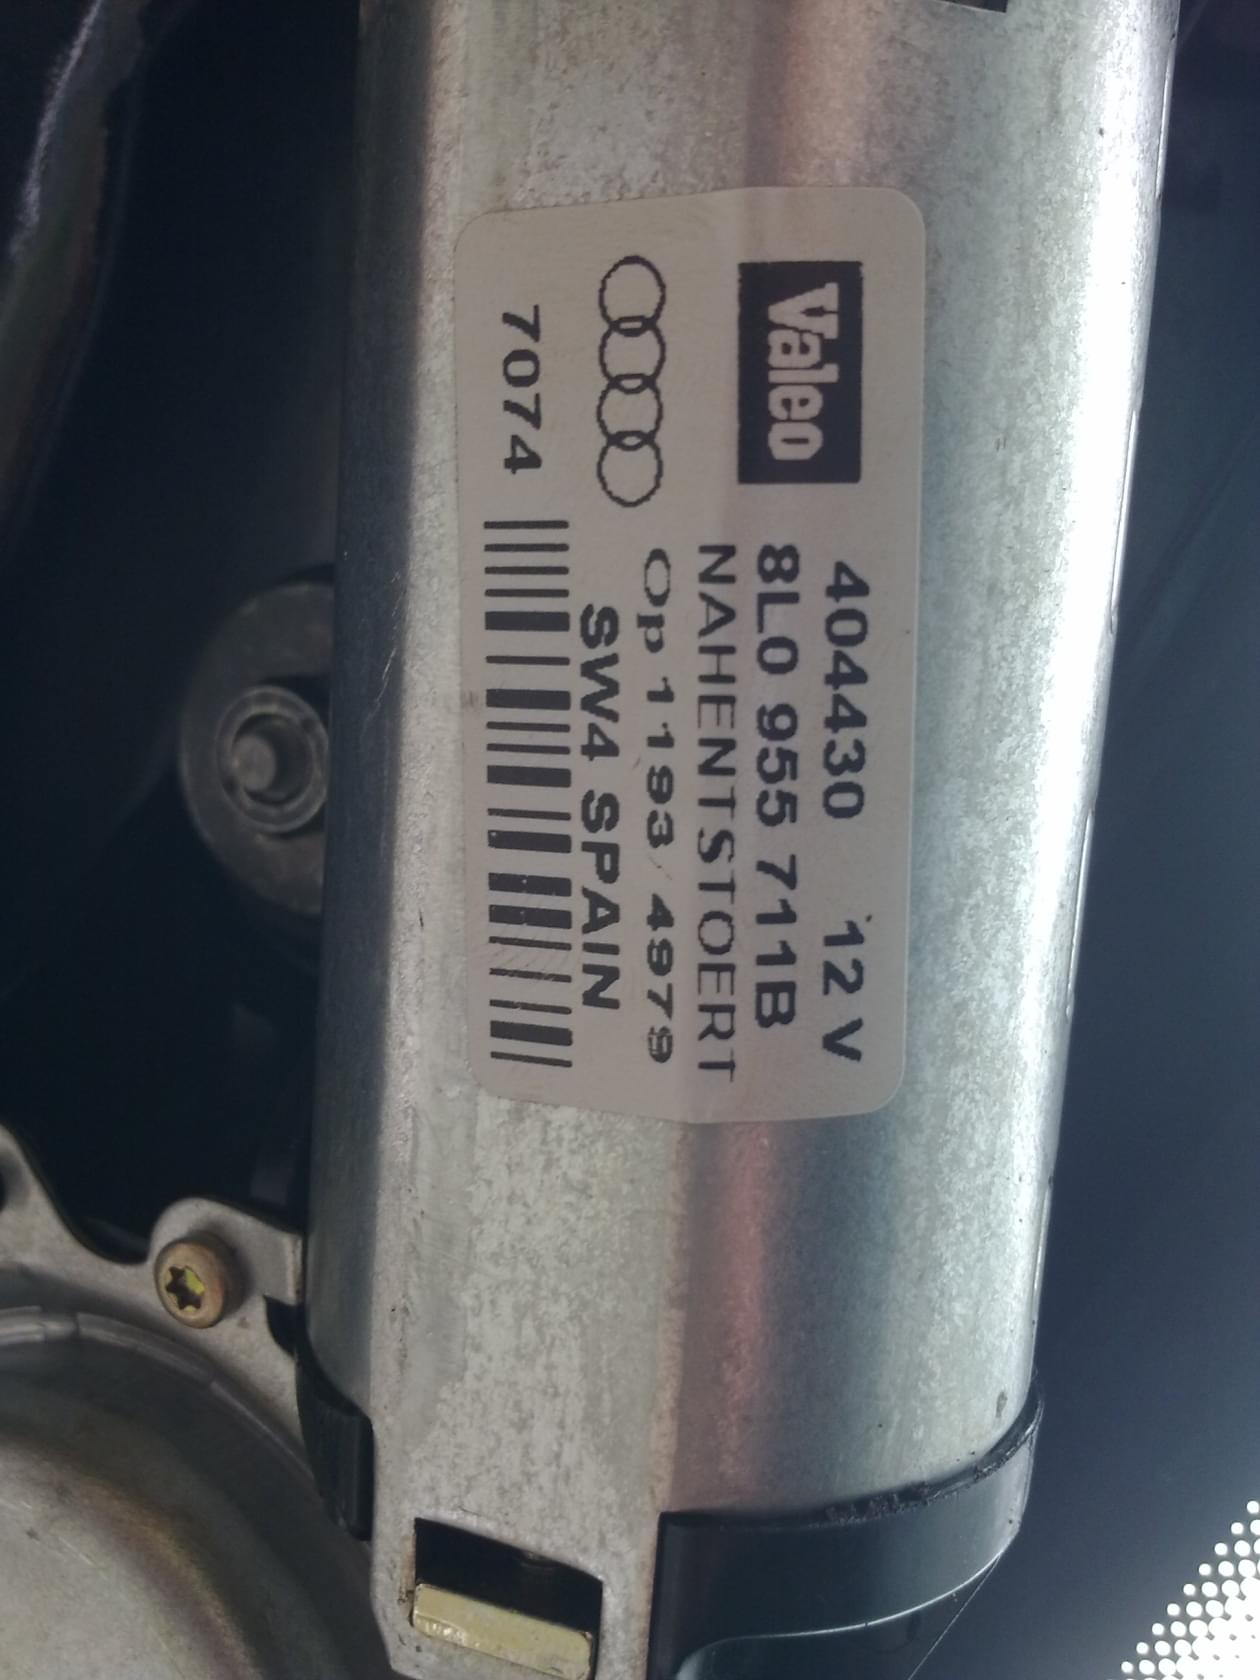 Valeo
404430 12 V
8L0 955 711B
NAHENTSTOERT
Op 1193 4979
SW4 SPAIN
7074